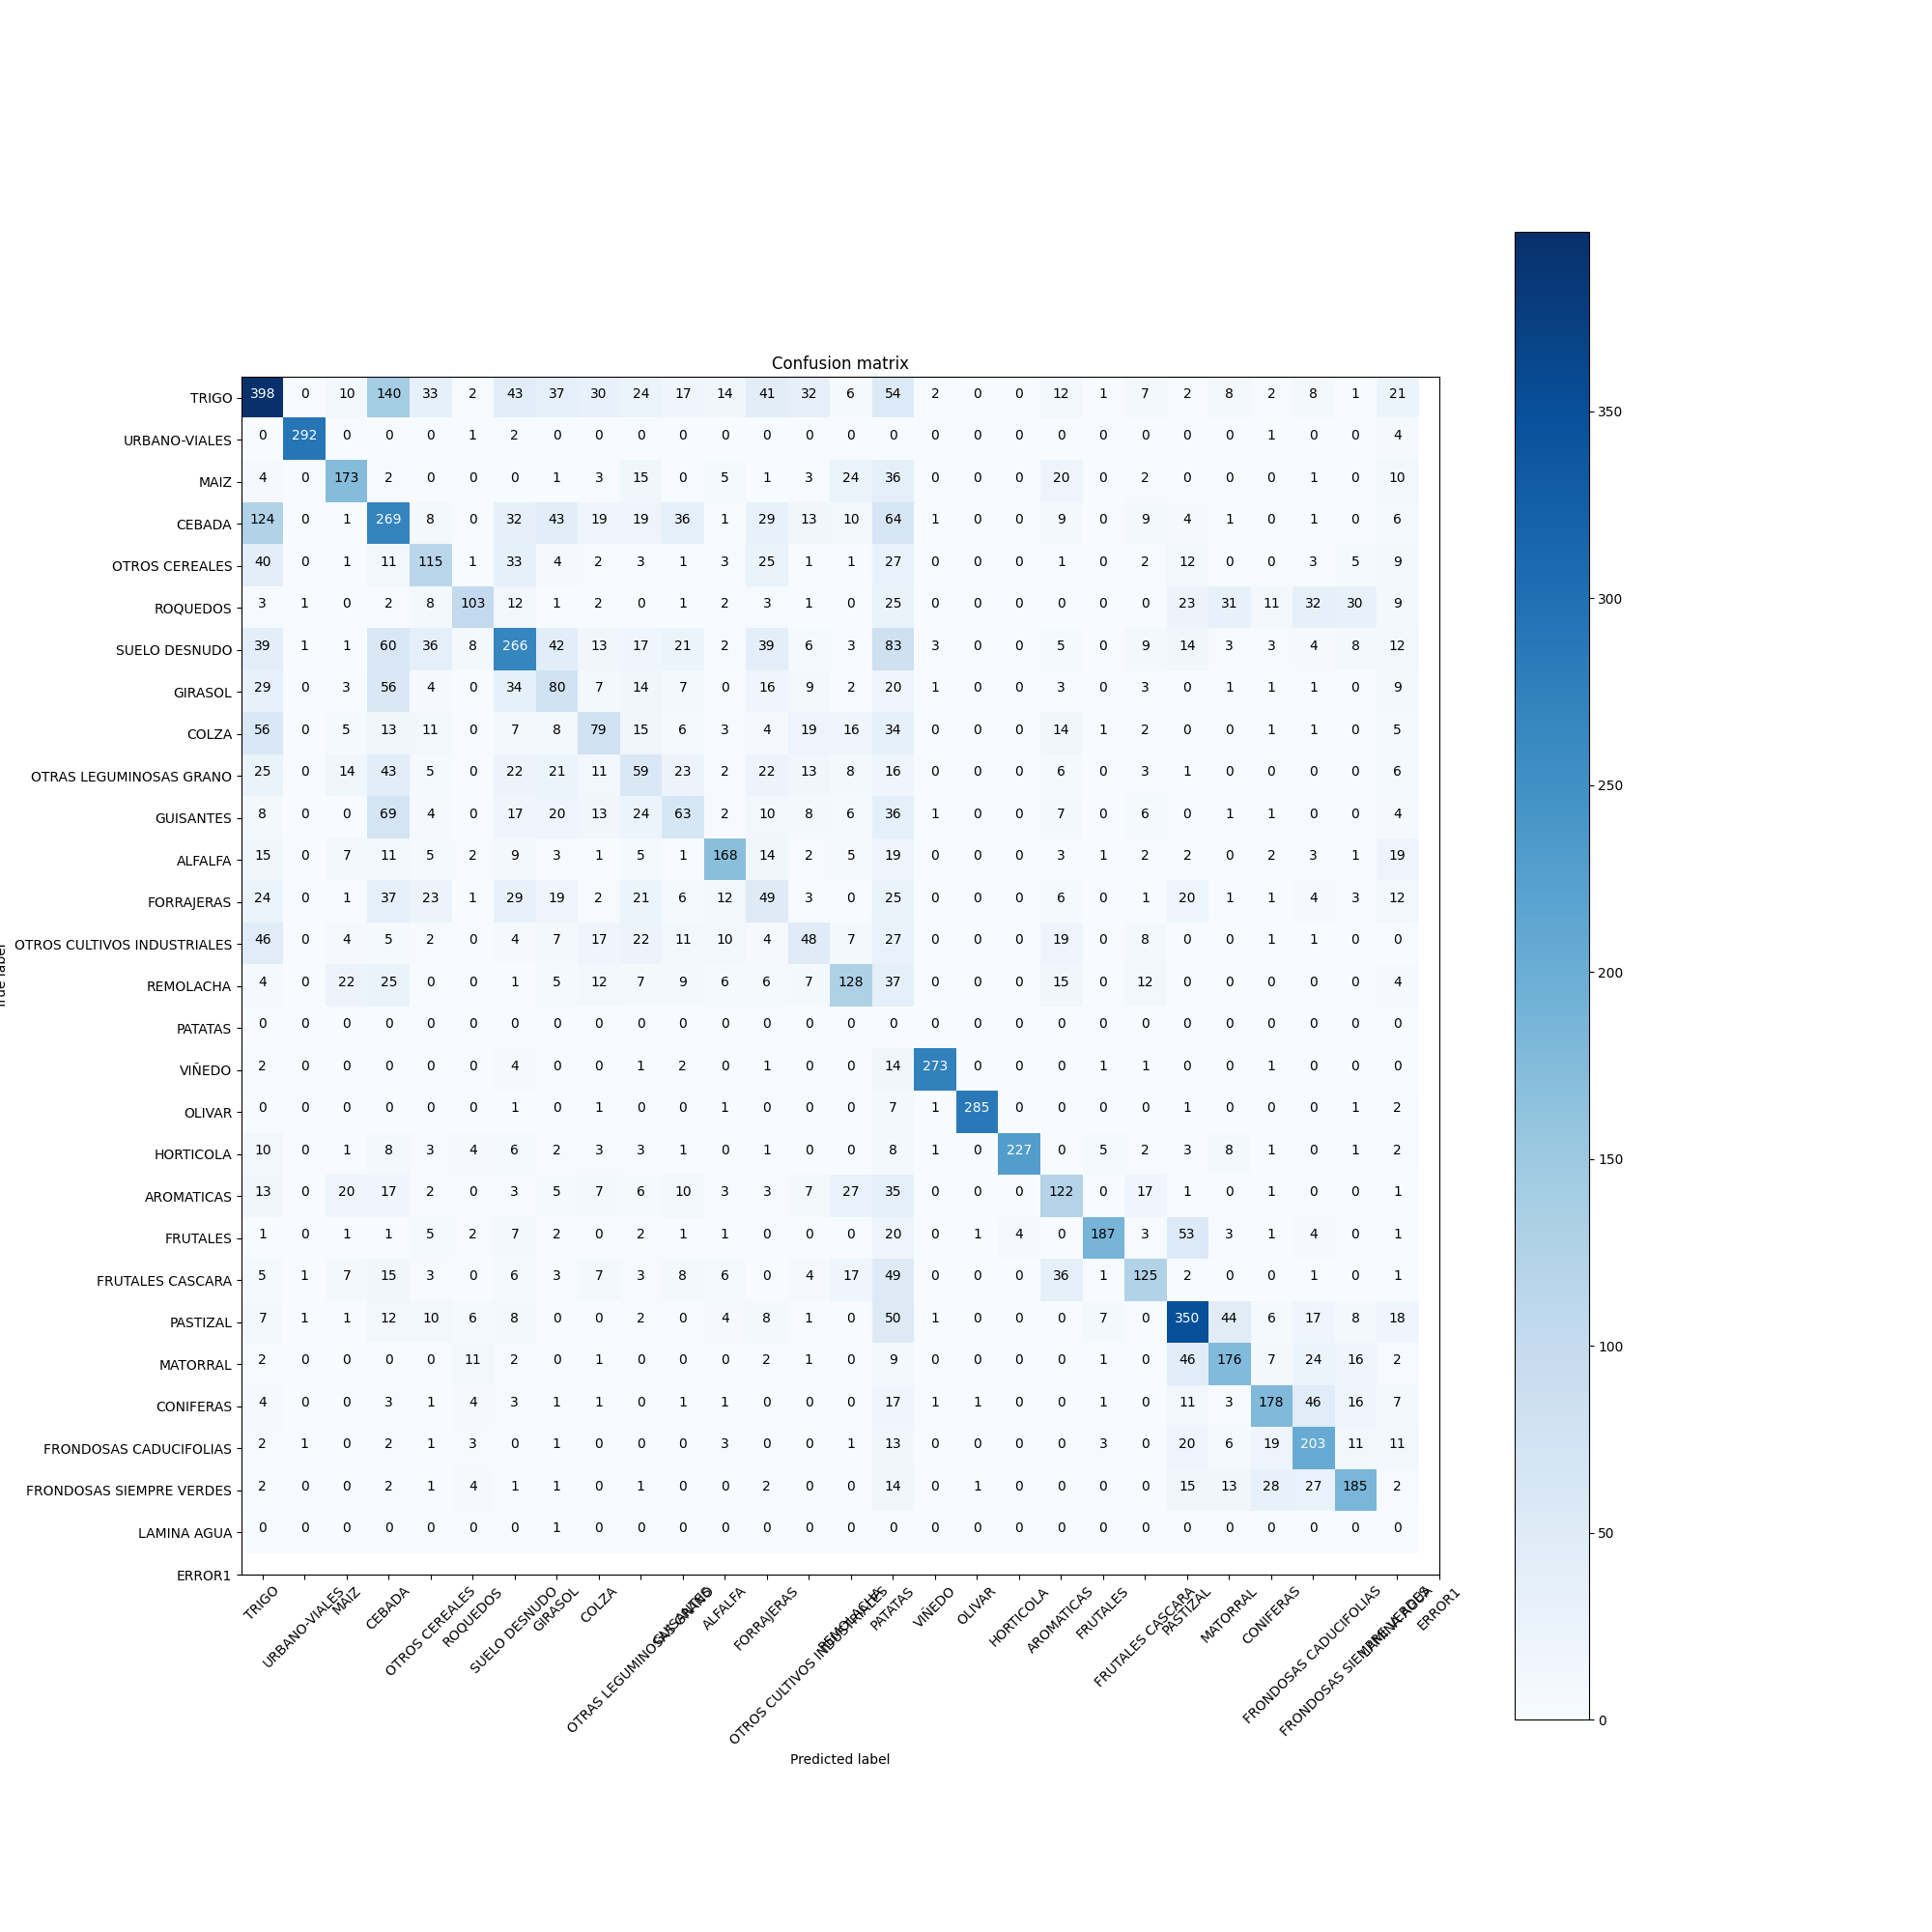 Confusion matrix
TRIGO 398 0 10 140 33 2 43 37 30 24 17 14 41 32 6 54 2 0 0 12 1 7 2 8 2 8 1 21
URBANO-VIALES 0 292 0 0 0 1 2 0 0 0 0 0 0 0 0 0 0 0 0 0 0 0 0 0 1 0 0 4
MAIZ 4 0 173 2 0 0 0 1 3 15 0 5 1 3 24 36 0 0 0 20 0 2 0 0 0 1 0 10
CEBADA 124 0 1 269 8 0 32 43 19 19 36 1 29 13 10 64 1 0 0 9 0 9 4 1 0 1 0 6
OTROS CEREALES 40 0 1 11 115 1 33 4 2 3 1 3 25 1 1 27 0 0 0 1 0 2 12 0 0 3 5 9
ROQUEDOS 3 1 0 2 8 103 12 1 2 0 1 2 3 1 0 25 0 0 0 0 0 0 23 31 11 32 30 9
SUELO DESNUDO 39 1 1 60 36 8 266 42 13 17 21 2 39 6 3 83 3 0 0 5 0 9 14 3 3 4 8 12
GIRASOL 29 0 3 56 4 0 34 80 7 14 7 0 16 9 2 20 1 0 0 3 0 3 0 1 1 1 0 9
COLZA 56 0 5 13 11 0 7 8 79 15 6 3 4 19 16 34 0 0 0 14 1 2 0 0 1 1 0 5
OTRAS LEGUMINOSAS GRANO 25 0 14 43 5 0 22 21 11 59 23 2 22 13 8 16 0 0 0 6 0 3 1 0 0 0 0 6
GUISANTES 8 0 0 69 4 0 17 20 13 24 63 2 10 8 6 36 1 0 0 7 0 6 0 1 1 0 0 4
ALFALFA 15 0 7 11 5 2 9 3 1 5 1 168 14 2 5 19 0 0 0 3 1 2 2 0 2 3 1 19
FORRAJERAS 24 0 1 37 23 1 29 19 2 21 6 12 49 3 0 25 0 0 0 6 0 1 20 1 1 4 3 12
OTROS CULTIVOS INDUSTRIALES 46 0 4 5 2 0 4 7 17 22 11 10 4 48 7 27 0 0 0 19 0 8 0 0 1 1 0 0
REMOLACHA 4 0 22 25 0 0 1 5 12 7 9 6 6 7 128 37 0 0 0 15 0 12 0 0 0 0 0 4
PATATAS 0 0 0 0 0 0 0 0 0 0 0 0 0 0 0 0 0 0 0 0 0 0 0 0 0 0 0 0
VIÑEDO 2 0 0 0 0 0 4 0 0 1 2 0 1 0 0 14 273 0 0 0 1 1 0 0 1 0 0 0
OLIVAR 0 0 0 0 0 0 1 0 1 0 0 1 0 0 0 7 1 285 0 0 0 0 1 0 0 0 1 2
HORTICOLA 10 0 1 8 3 4 6 2 3 3 1 0 1 0 0 8 1 0 227 0 5 2 3 8 1 0 1 2
AROMATICAS 13 0 20 17 2 0 3 5 7 6 10 3 3 7 27 35 0 0 0 122 0 17 1 0 1 0 0 1
FRUTALES 1 0 1 1 5 2 7 2 0 2 1 1 0 0 0 20 0 1 4 0 187 3 53 3 1 4 0 1
FRUTALES CASCARA 5 1 7 15 3 0 6 3 7 3 8 6 0 4 17 49 0 0 0 36 1 125 2 0 0 1 0 1
PASTIZAL 7 1 1 12 10 6 8 0 0 2 0 4 8 1 0 50 1 0 0 0 7 0 350 44 6 17 8 18
MATORRAL 2 0 0 0 0 11 2 0 1 0 0 0 2 1 0 9 0 0 0 0 1 0 46 176 7 24 16 2
CONIFERAS 4 0 0 3 1 4 3 1 1 0 1 1 0 0 0 17 1 1 0 0 1 0 11 3 178 46 16 7
FRONDOSAS CADUCIFOLIAS 2 1 0 2 1 3 0 1 0 0 0 3 0 0 1 13 0 0 0 0 3 0 20 6 19 203 11 11
FRONDOSAS SIEMPRE VERDES 2 0 0 2 1 4 1 1 0 1 0 0 2 0 0 14 0 1 0 0 0 0 15 13 28 27 185 2
LAMINA AGUA 0 0 0 0 0 0 0 1 0 0 0 0 0 0 0 0 0 0 0 0 0 0 0 0 0 0 0 0
ERROR1
TRIGO
URBANO-VIALES
MAIZ
CEBADA
OTROS CEREALES
ROQUEDOS
SUELO DESNUDO
GIRASOL
COLZA
OTRAS LEGUMINOSAS GRANO
GUISANTES
ALFALFA
FORRAJERAS
OTROS CULTIVOS INDUSTRIALES
REMOLACHA
PATATAS
VIÑEDO
OLIVAR
HORTICOLA
AROMATICAS
FRUTALES
FRUTALES CASCARA
PASTIZAL
MATORRAL
CONIFERAS
FRONDOSAS CADUCIFOLIAS
FRONDOSAS SIEMPRE VERDES
LAMINA AGUA
ERROR1
Predicted label
350
300
250
200
150
100
50
0